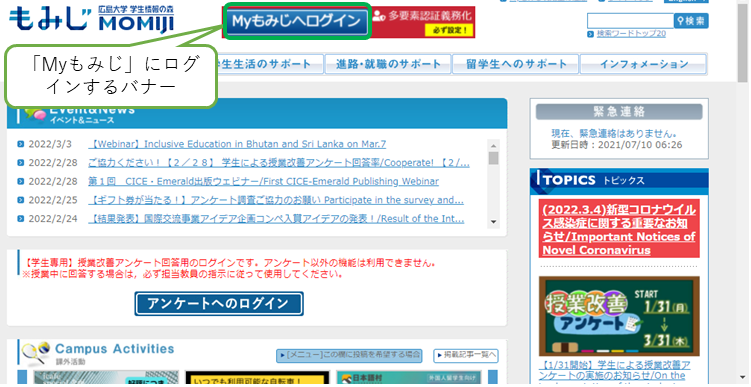 もみじ 広島大学 学生情報の森
MOMIJI
Myもみじへログイン
多要素認証義務化
必ず設定！
検索
検索ワードトップ20
「Myもみじ」にログ
インするバナー
学生生活のサポート
進路・就職のサポート
留学生へのサポート
インフォメーション
Event&News
イベント&ニュース
2022/3/3 【Webinar】Inclusive Education in Bhutan and Sri Lanka on Mar.7
2022/2/28 ご協力ください！【2／28】 学生による授業改善アンケート回答率/Cooperate! 【2/...
2022/2/28 第１回　CICE・Emerald出版ウェビナー/First CICE-Emerald Publishing Webinar
2022/2/25 【ギフト券が当たる！】アンケート調査ご協力のお願い Participate in the survey and...
2022/2/24 【結果発表】国際交流事業アイデア企画コンペ入賞アイデアの発表！/Result of the Int...
緊急連絡
現在、緊急連絡はありません。
更新日時：2021/07/10 06:26
TOPICS トピックス
(2022.3.4)新型コロナウイル
ス感染症に関する重要なお知
らせ/Important Notices of
Novel Coronavirus
授業改善
アンケート
START
1/31(月)
3/31(木)
【1/31開始】学生による授業改善ア
ンケートの実施のお知らせ/On the
【学生専用】授業改善アンケート回答用のログインです。アンケート以外の機能は利用できません。
※授業中に回答する場合は、必ず担当教員の指示に従って使用してください。
アンケートへのログイン
Campus Activities
課外活動
[メニュー]この欄に投稿を希望する場合
掲載記事一覧へ
いつでも利用可能な自転車！
日本語村